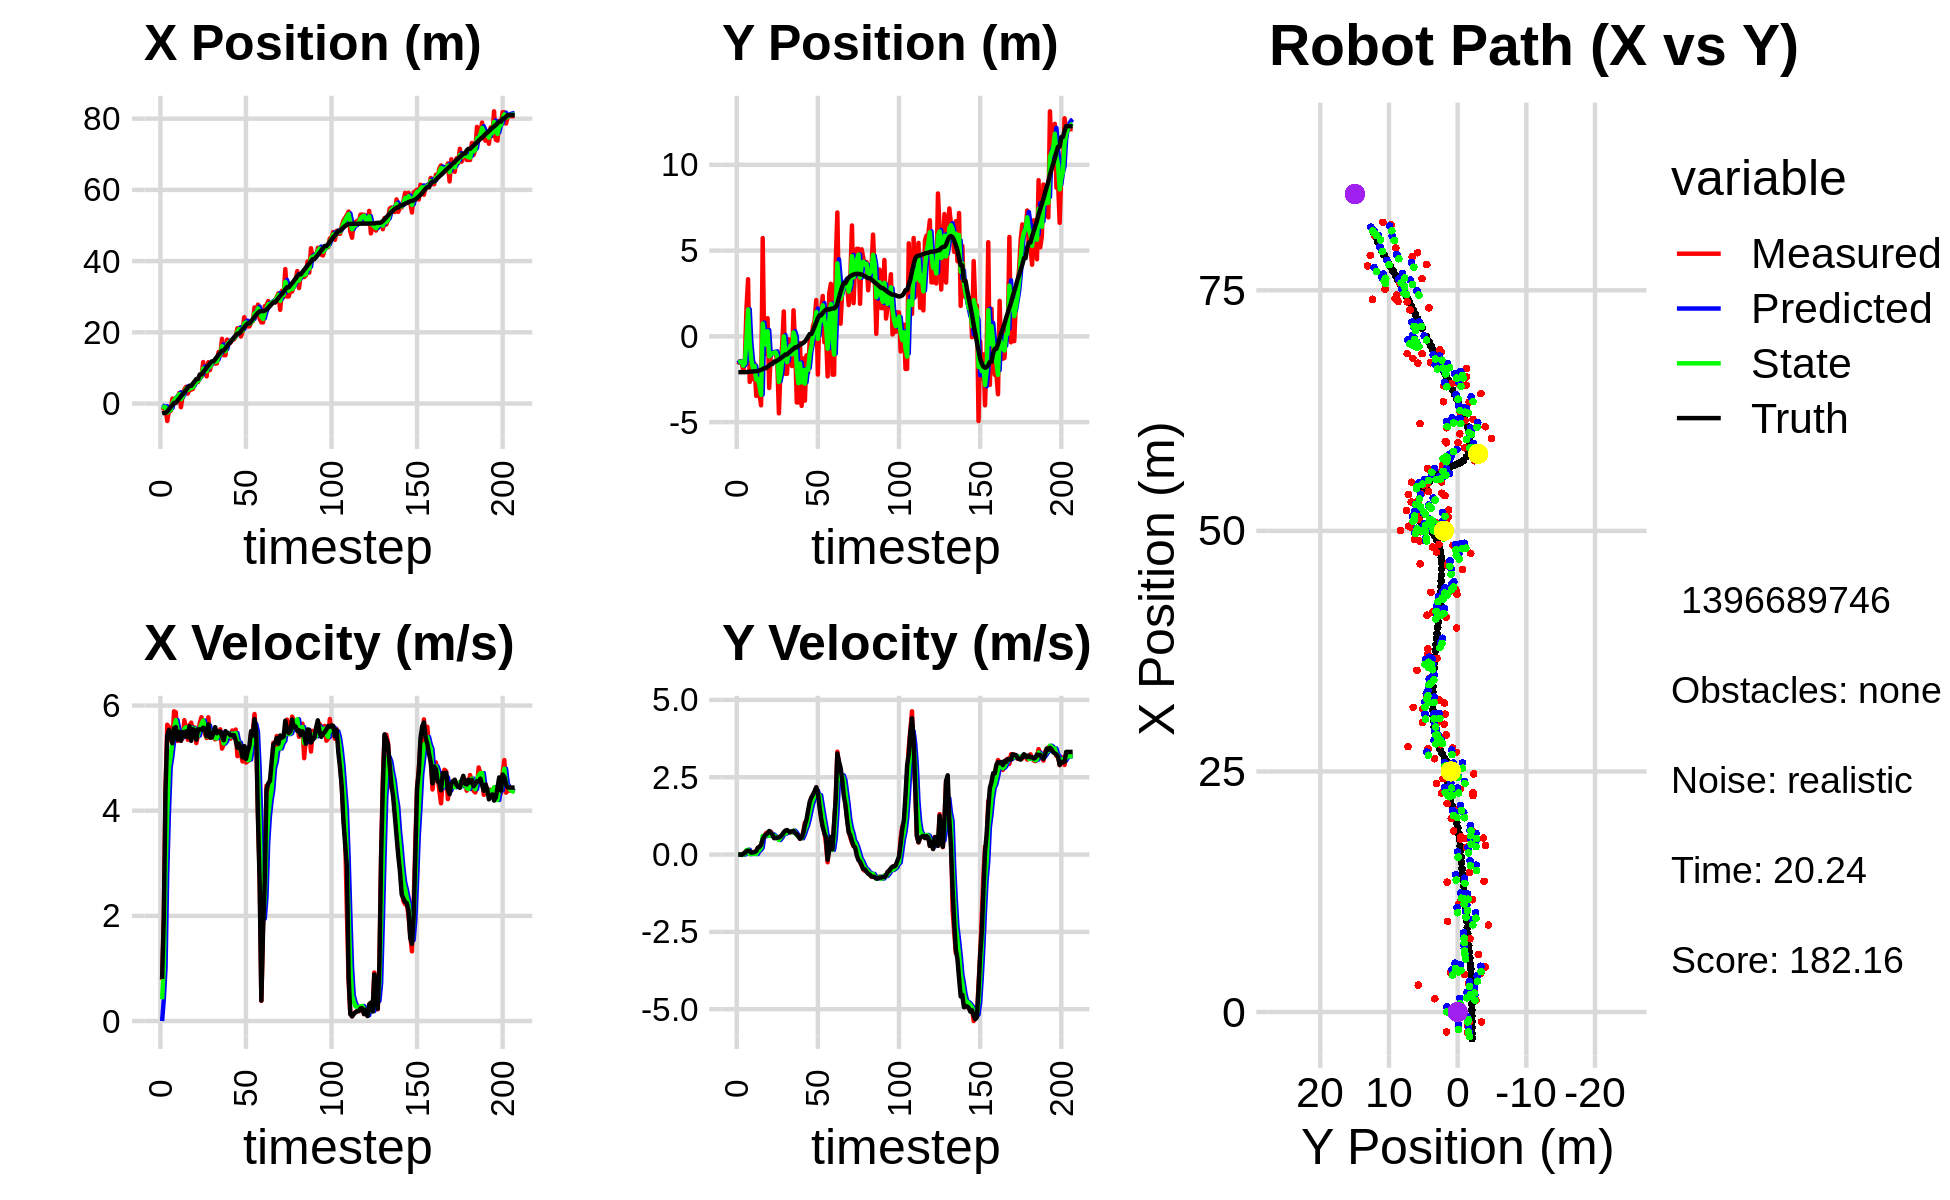 X Position (m)
80
60
40
20
0
0
50
100
150
200
timestep
Y Position (m)
10
5
0
-5
0
50
100
150
200
timestep
X Velocity (m/s)
6
4
2
0
0
50
100
150
200
timestep
Y Velocity (m/s)
5.0
2.5
0.0
-2.5
-5.0
0
50
100
150
200
timestep
Robot Path (X vs Y)
X Position (m)
75
50
25
0
20 10 0 -10 -20
Y Position (m)
variable
Measured
Predicted
State
Truth
1396689746
Obstacles: none
Noise: realistic
Time: 20.24
Score: 182.16